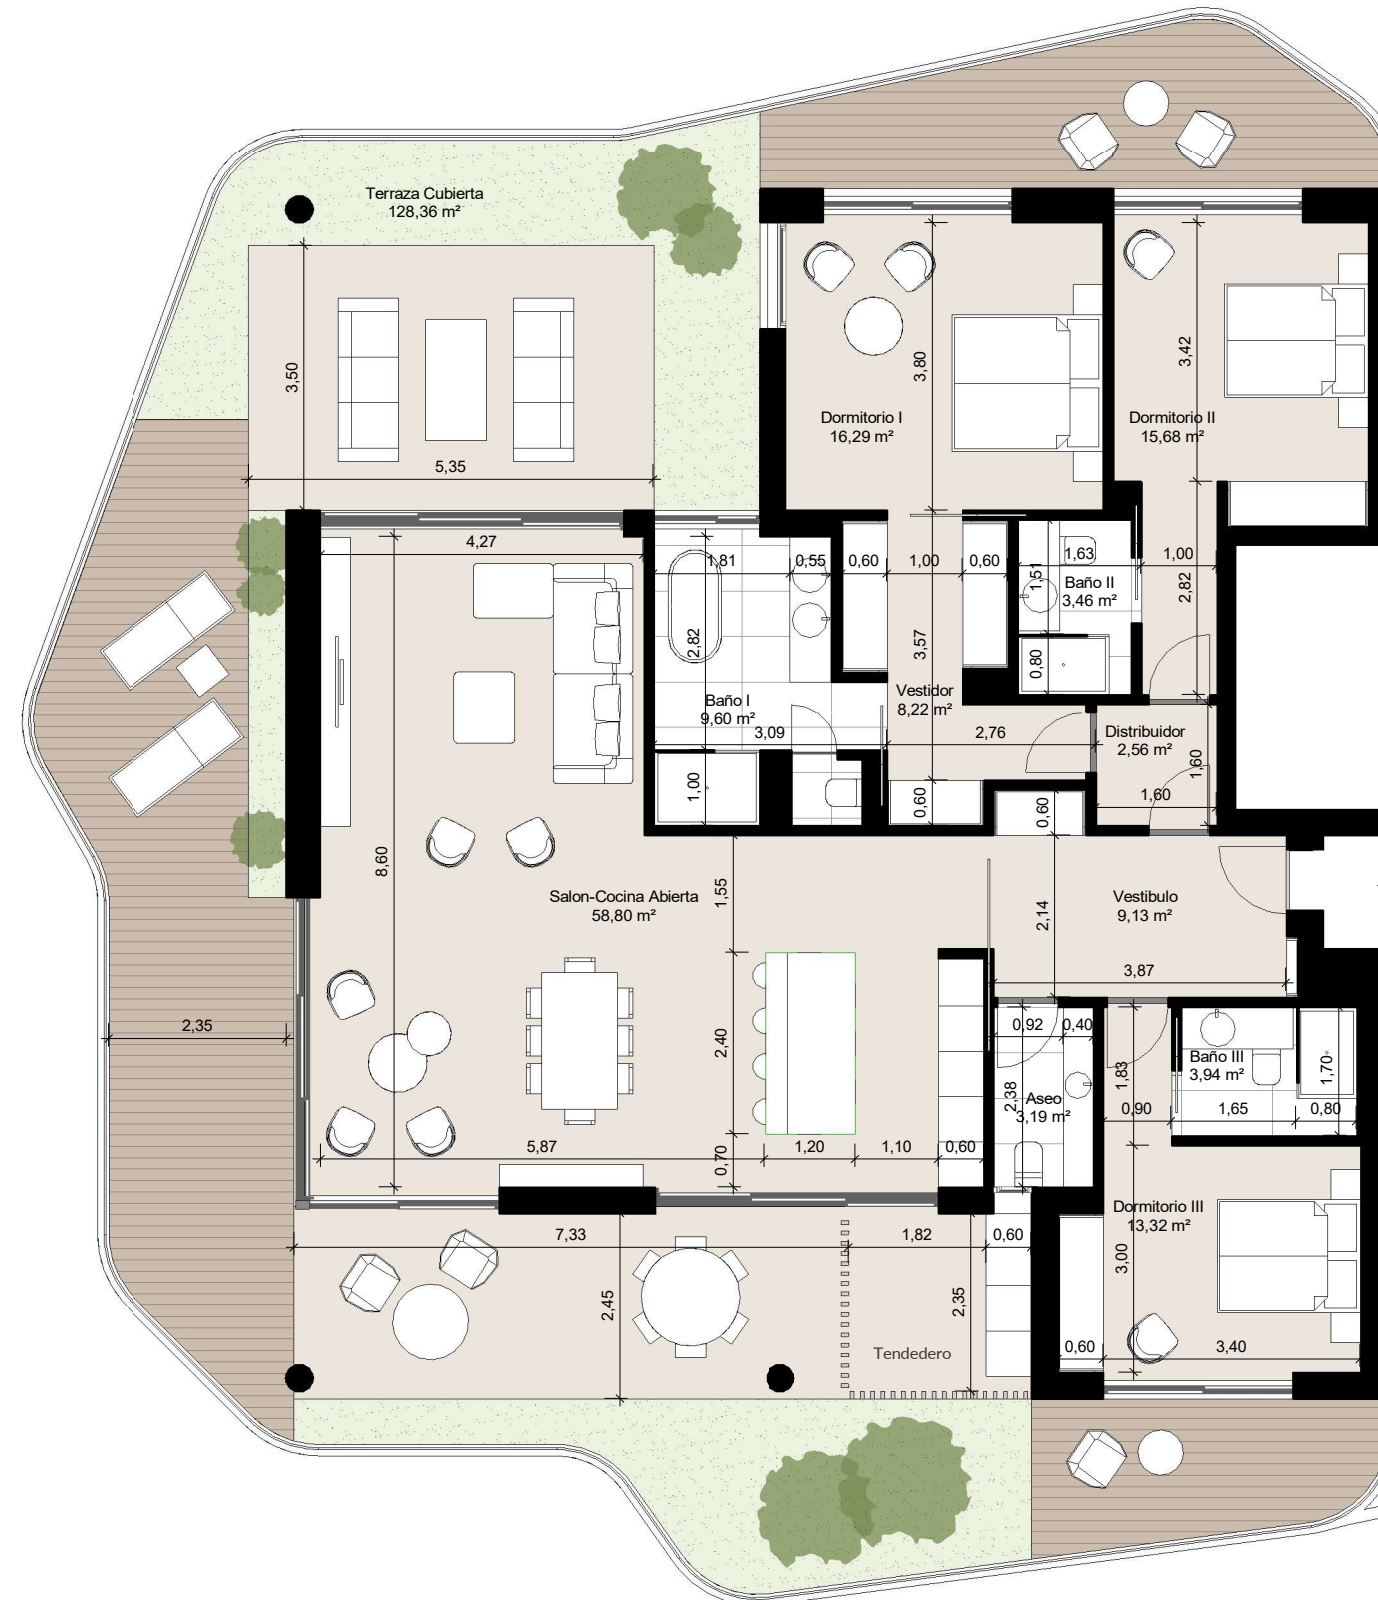 Terraza Cubierta
128,36 m²
3,50
5,35
3,80
3,42
Dormitorio I
16,29 m²
Dormitorio II
15,68 m²
4,27
1,81
0,55
0,60
1,00
0,60
1,63
1,00
1,51
Baño II
3,46 m²
2,82
2,82
3,57
0,80
Baño I
9,60 m²
Vestidor
8,22 m²
3,09
2,76
Distribuidor
2,56 m²
1,60
1,60
1,00
0,60
0,60
8,60
Salon-Cocina Abierta
58,80 m²
1,55
2,14
Vestibulo
9,13 m²
3,87
2,35
2,40
0,92
0,40
2,38
Aseo
3,19 m²
1,83
Baño III
3,94 m²
1,70
0,90
1,65
0,80
5,87
0,70
1,20
1,10
0,60
Dormitorio III
13,32 m²
7,33
1,82
0,60
3,00
2,45
2,35
Tendedero
0,60
3,40